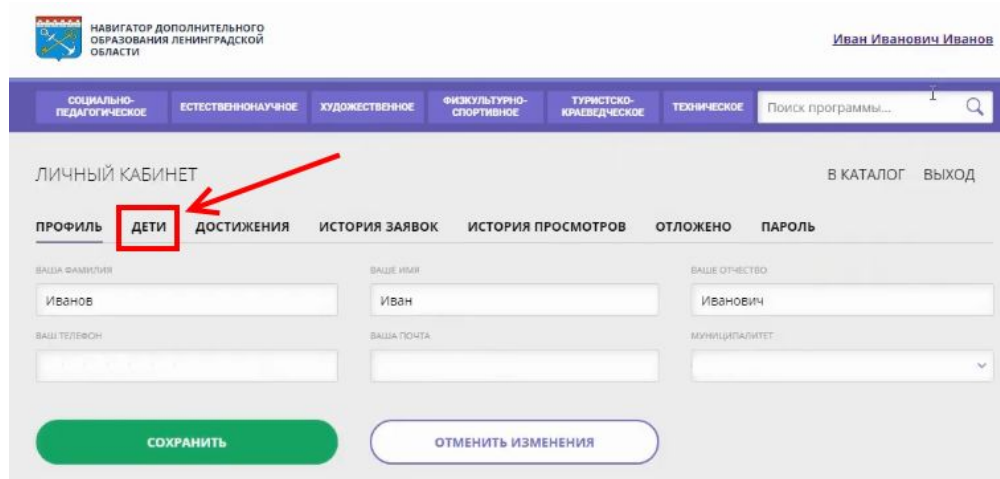 НАВИГАТОР ДОПОЛНИТЕЛЬНОГО
ОБРАЗОВАНИЯ ЛЕНИНГРАДСКОЙ
ОБЛАСТИ
Иван Иванович Иванов
СОЦИАЛЬНО-
ПЕДАГОГИЧЕСКОЕ
ЕСТЕСТВЕННОНАУЧНОЕ
ХУДОЖЕСТВЕННОЕ
ФИЗКУЛЬТУРНО-
СПОРТИВНОЕ
ТУРИСТСКО-
КРАЕВЕДЧЕСКОЕ
ТЕХНИЧЕСКОЕ
Поиск программы...
ЛИЧНЫЙ КАБИНЕТ
В КАТАЛОГ ВЫХОД
ПРОФИЛЬ ДЕТИ ДОСТИЖЕНИЯ ИСТОРИЯ ЗАЯВОК ИСТОРИЯ ПРОСМОТРОВ ОТЛОЖЕНО ПАРОЛЬ
ВАША ФАМИЛИЯ ВАШЕ ИМЯ ВАШЕ ОТЧЕСТВО
Иванов Иван Иванович
ВАШ ТЕЛЕФОН ВАША ПОЧТА МУНИЦИПАЛИТЕТ
СОХРАНИТЬ ОТМЕНИТЬ ИЗМЕНЕНИЯ